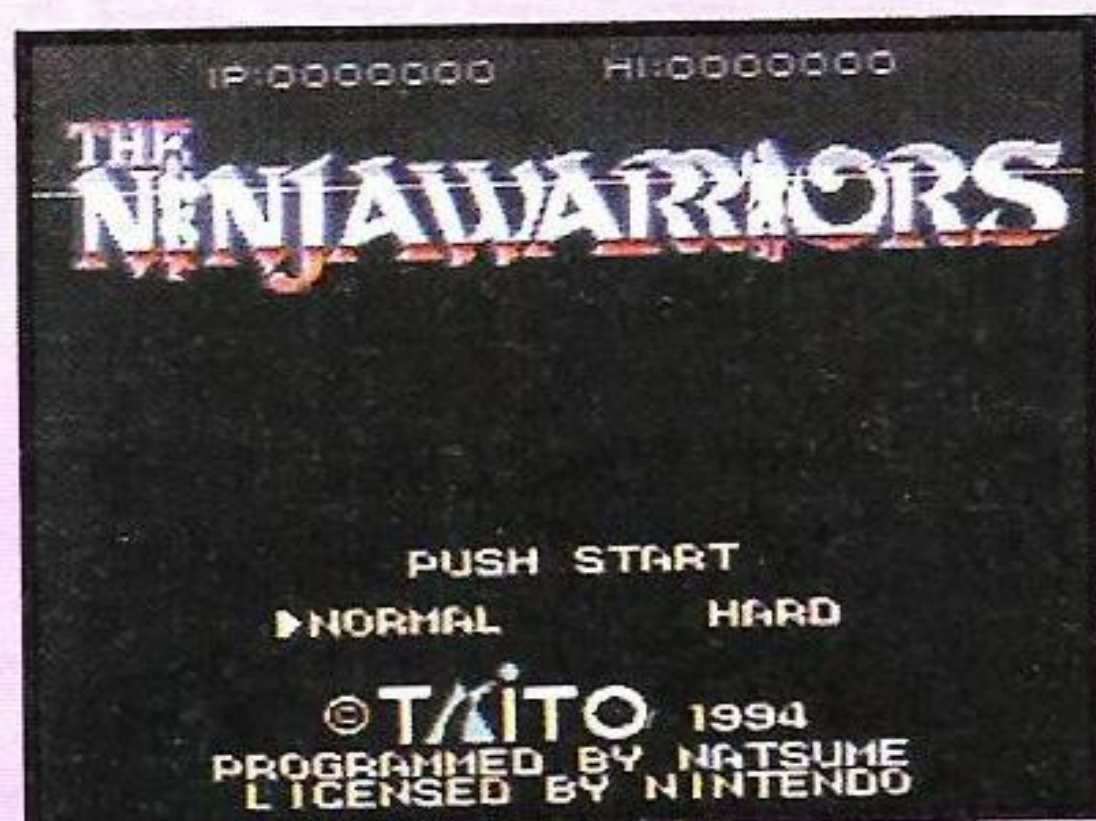 1P:0000000 HI:0000000
THE
NINJAWARRIORS
PUSH START
▶NORMAL HARD
©TAITO 1994
PROGRAMMED BY NATSUME
LICENSED BY NINTENDO